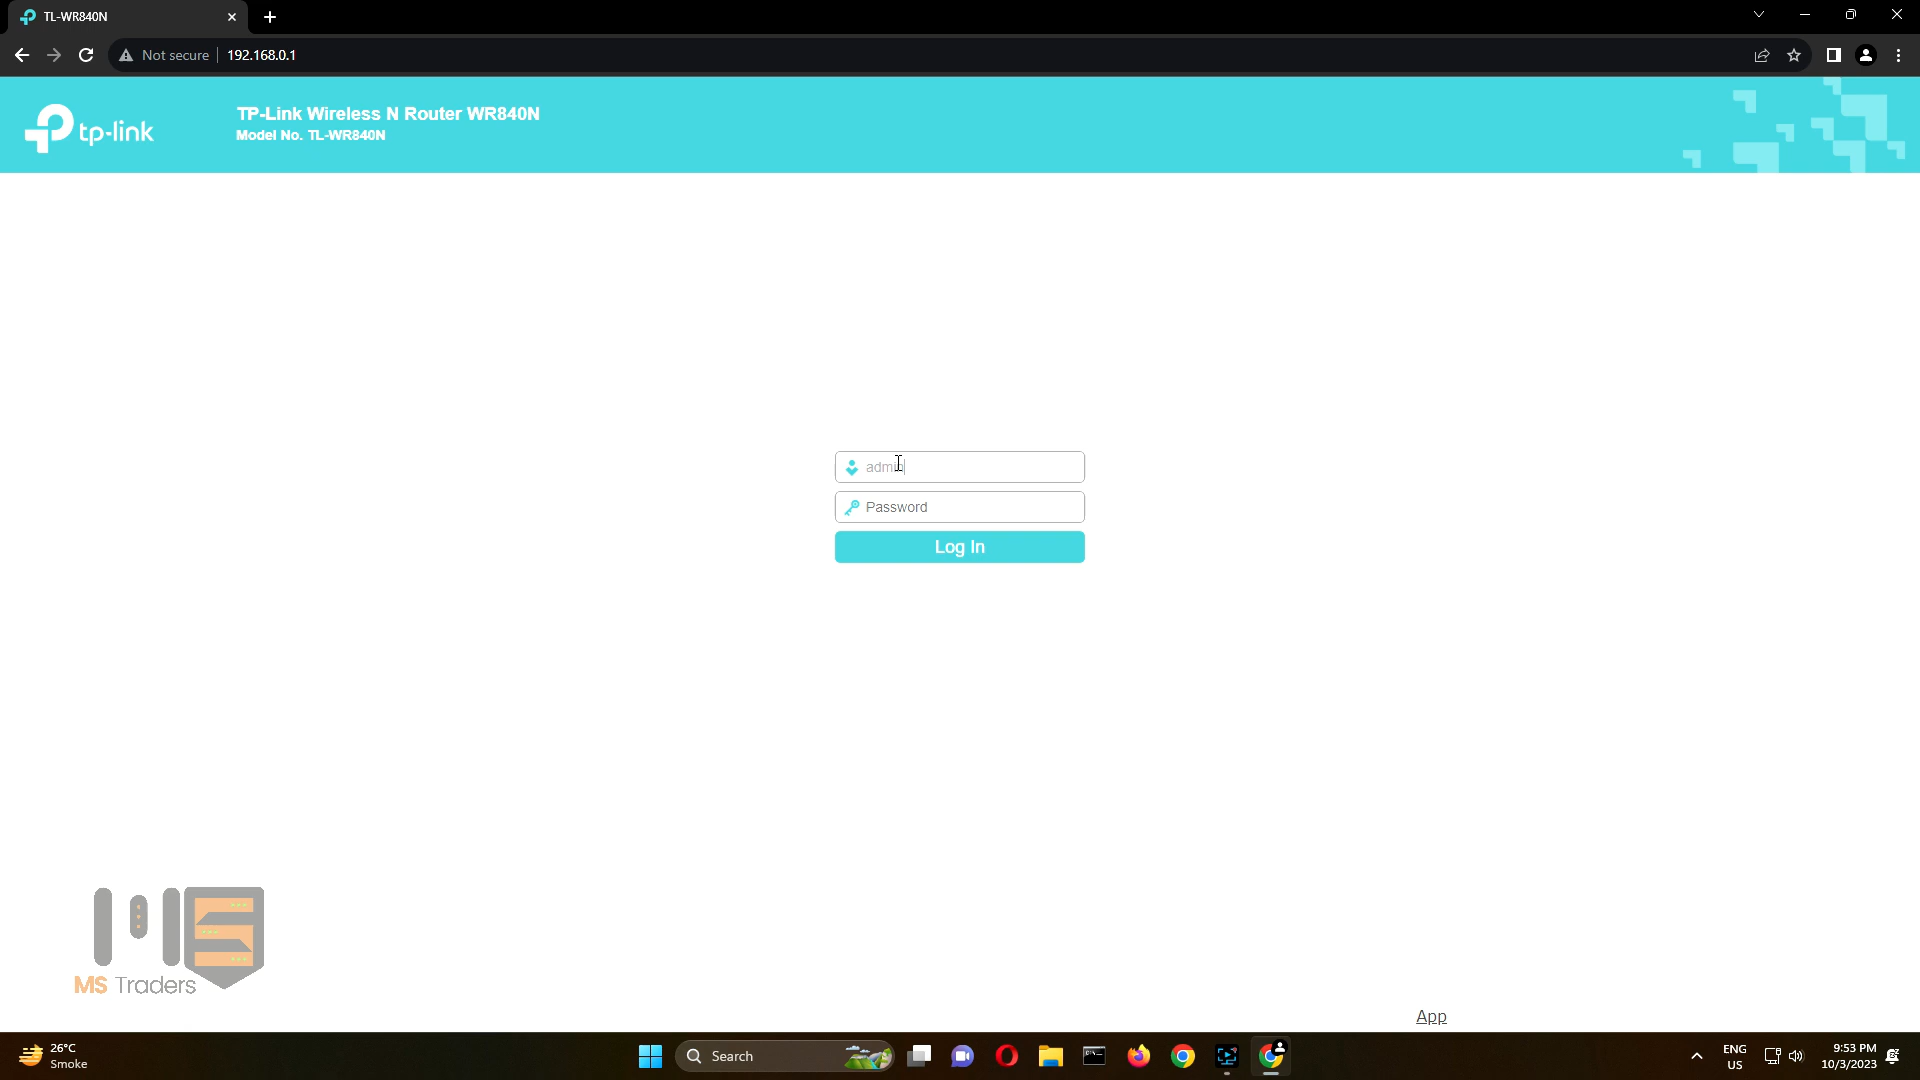 TL-WR840N
Not secure
192.168.0.1
tp-link
TP-Link Wireless N Router WR840N
Model No. TL-WR840N
admin
Password
Log In
MS Traders
App
26°C
Smoke
Search
ENG
US
9:53 PM
10/3/2023